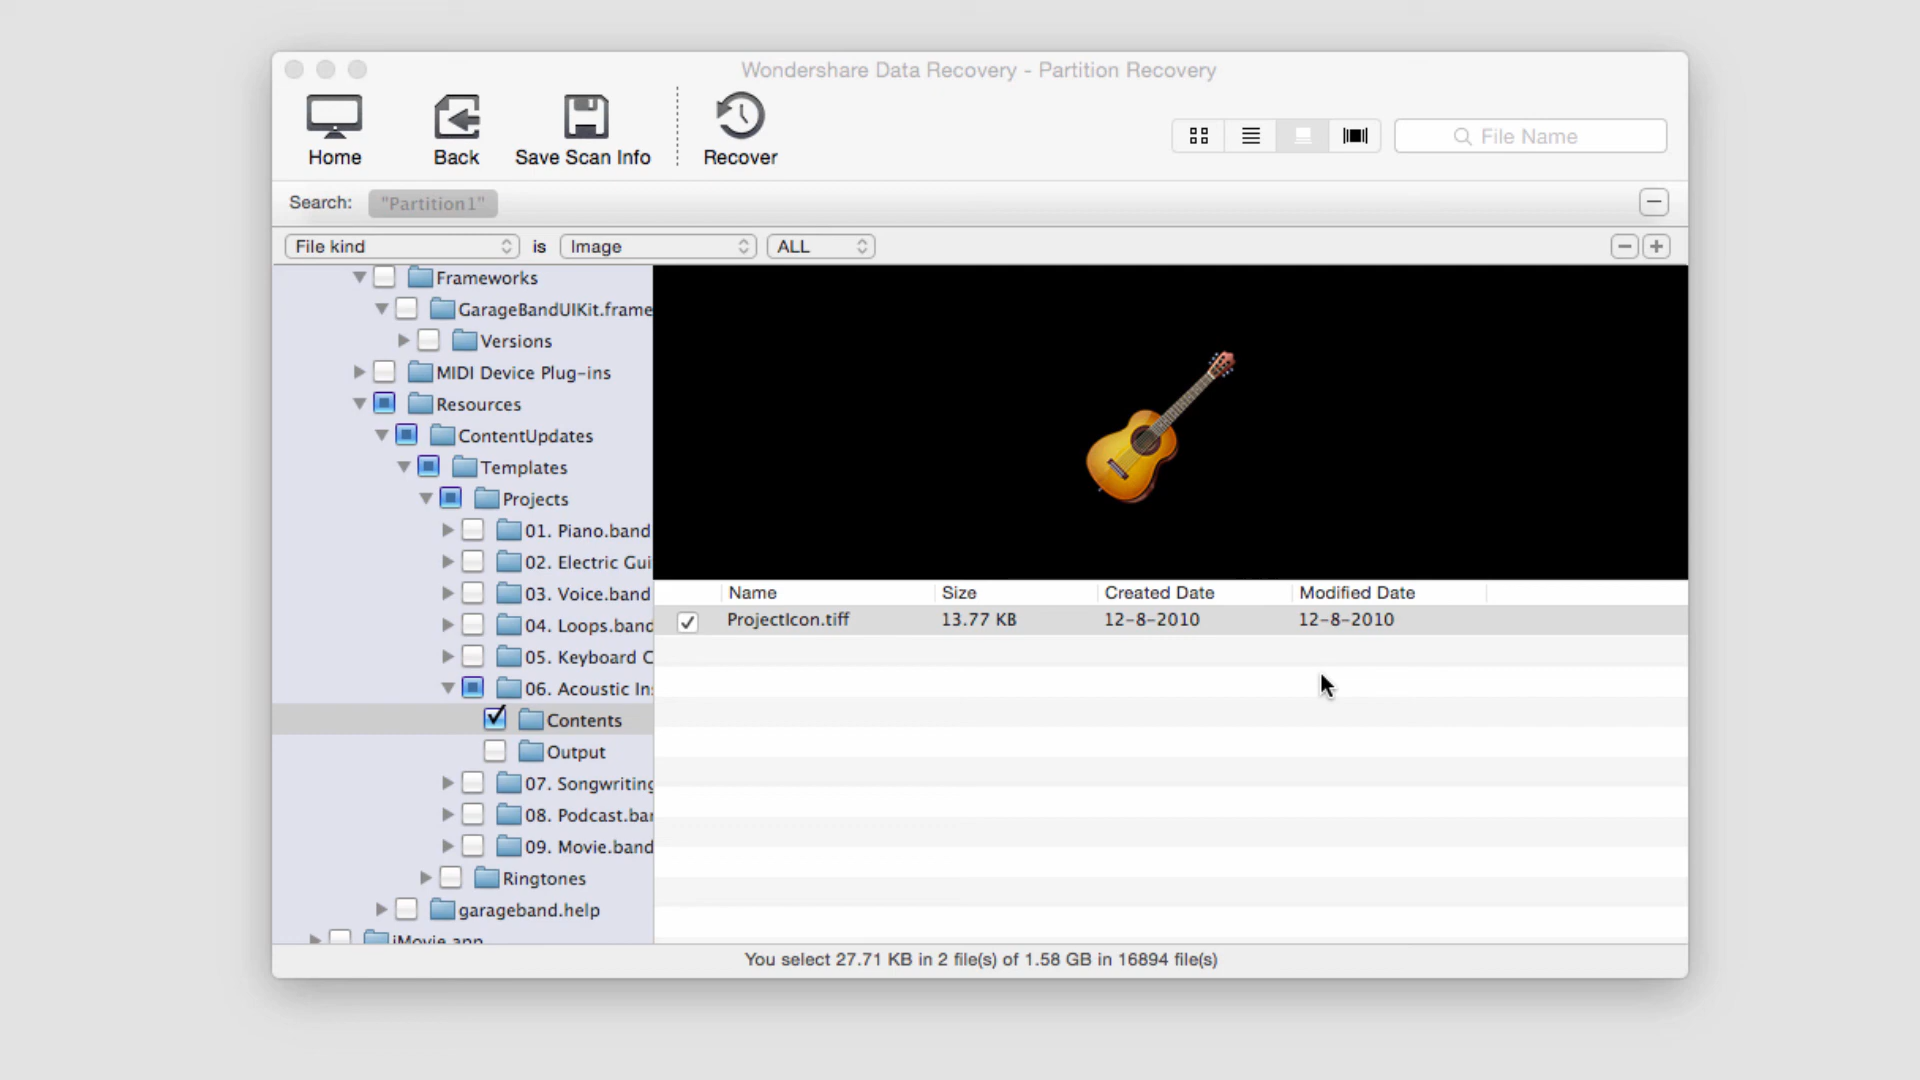 Wondershare Data Recovery - Partition Recovery
Home
Back
Save Scan Info
Recover
File Name
Search:
"Partition1"
File kind
is
Image
ALL
Frameworks
GarageBandUIKit.frame
Versions
MIDI Device Plug-ins
Resources
ContentUpdates
Templates
Projects
01. Piano.band
02. Electric Gui
03. Voice.band
04. Loops.band
05. Keyboard C
06. Acoustic In
Contents
Output
07. Songwriting
08. Podcast.ban
09. Movie.band
Ringtones
garageband.help
iMovie.app
Name Size Created Date Modified Date
ProjectIcon.tiff 13.77 KB 12-8-2010 12-8-2010
You select 27.71 KB in 2 file(s) of 1.58 GB in 16894 file(s)